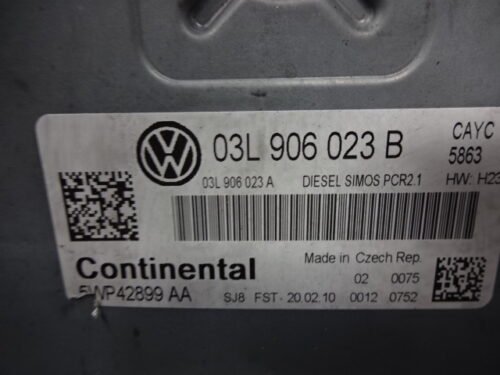 03L 906 023 B CAYC
5863
03L 906 023 A DIESEL SIMOS PCR2.1 HW: H23
Continental Made in Czech Rep.
02 0075
5WP42899 AA SJ8 FST- 20.02.10 0012 0752